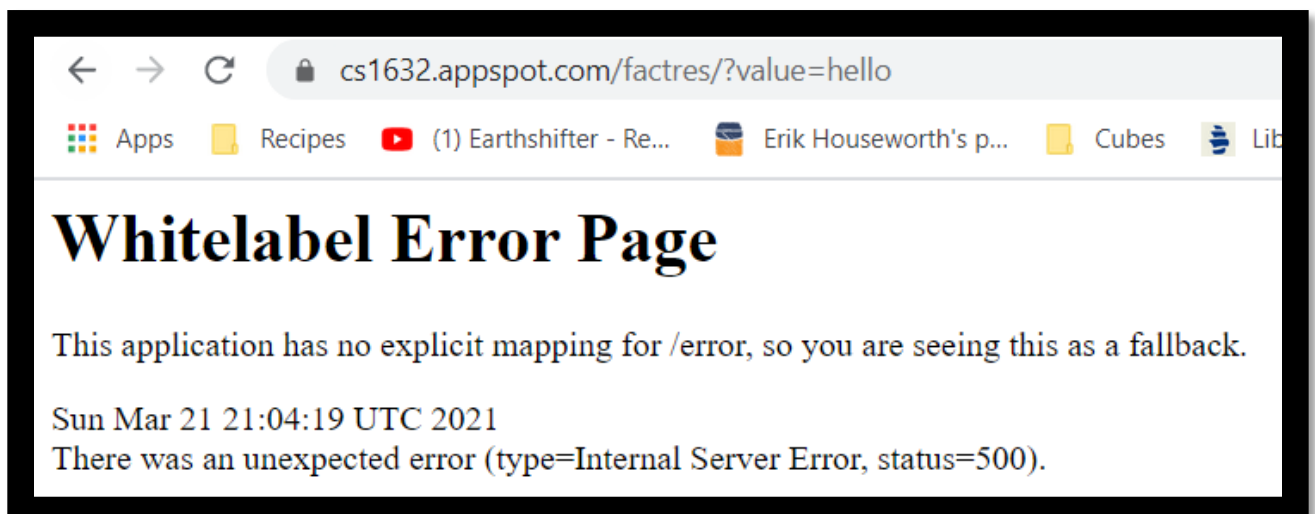 cs1632.appspot.com/factres/?value=hello
Apps Recipes (1) Earthshifter - Re... Erik Houseworth's p... Cubes Lib
Whitelabel Error Page
This application has no explicit mapping for /error, so you are seeing this as a fallback.
Sun Mar 21 21:04:19 UTC 2021
There was an unexpected error (type=Internal Server Error, status=500).